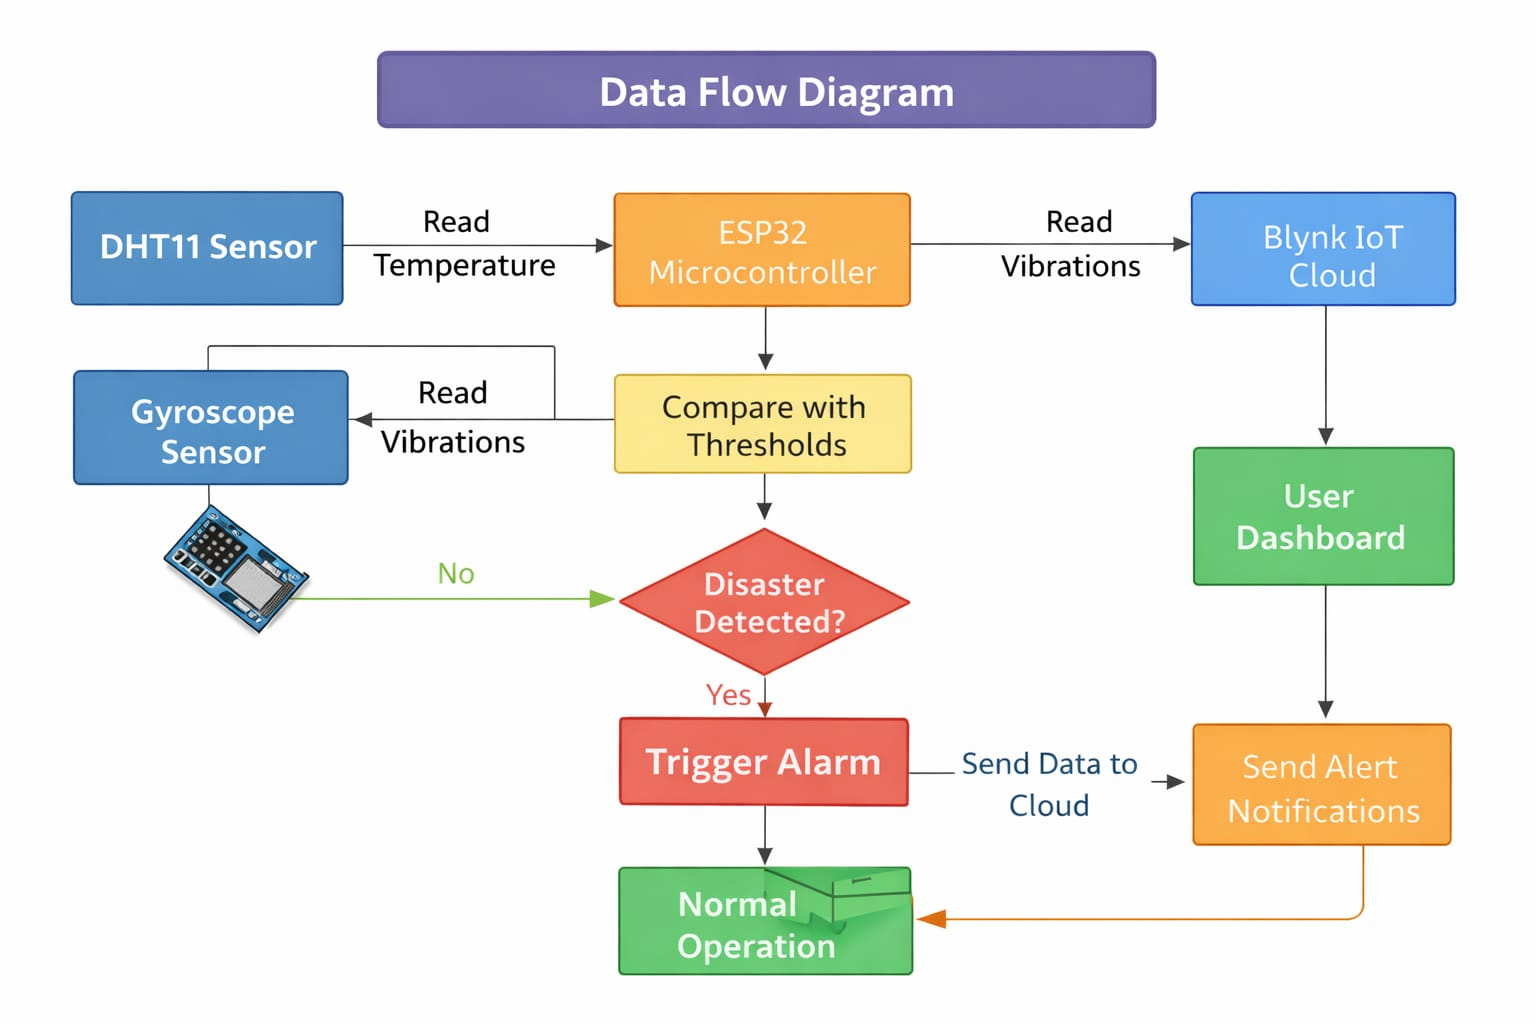 Data Flow Diagram
DHT11 Sensor
Read
Temperature
ESP32
Microcontroller
Read
Vibrations
Blynk IoT
Cloud
Gyroscope
Sensor
Read
Vibrations
Compare with
Thresholds
User
Dashboard
No
Disaster
Detected?
Yes
Trigger Alarm
Send Data to
Cloud
Send Alert
Notifications
Normal
Operation